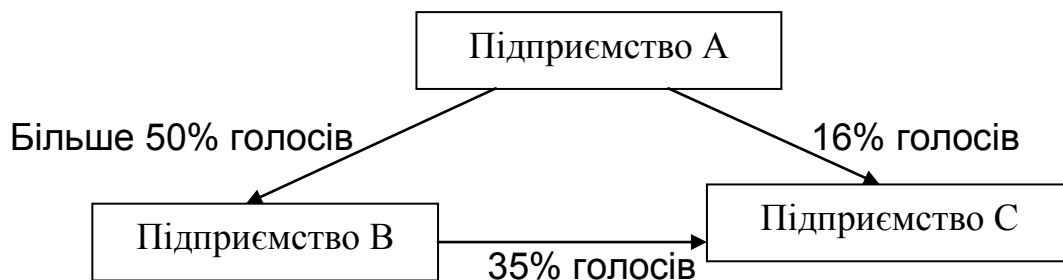 Підприємство А
Більше 50% голосів
16% голосів
Підприємство В
Підприємство С
35% голосів